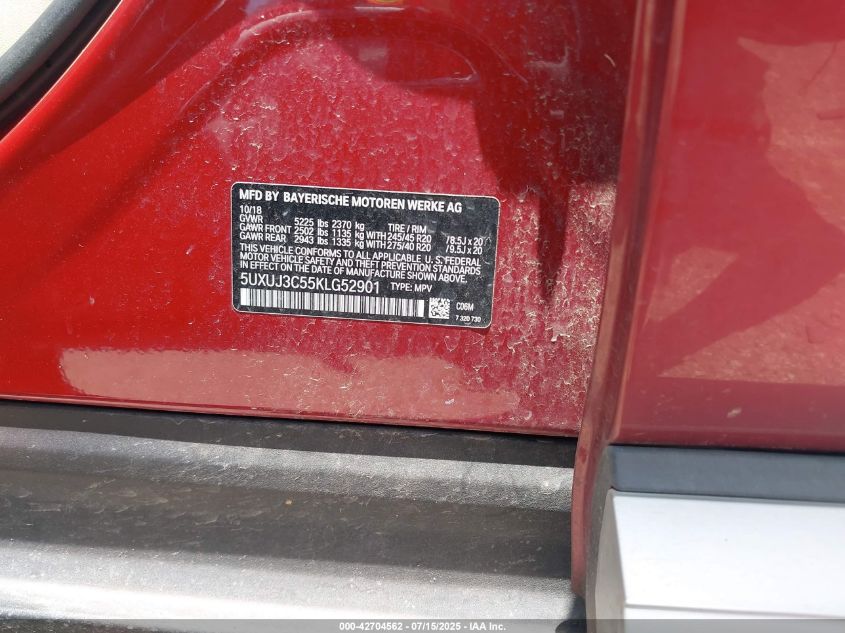 MFD BY BAYERISCHE MOTOREN WERKE AG
10/18
GVWR 5225 lbs 2370 kg TIRE / RIM
GAWR FRONT 2502 lbs 1135 kg WITH 245/45 R20 /8.5J x 20
GAWR REAR 2943 lbs 1335 kg WITH 275/40 R20 /9.5J x 20
THIS VEHICLE CONFORMS TO ALL APPLICABLE U. S. FEDERAL
MOTOR VEHICLE SAFETY AND THEFT PREVENTION STANDARDS
IN EFFECT ON THE DATE OF MANUFACTURE SHOWN ABOVE.
5UXUJ3C55KLG52901 TYPE: MPV
C06M
7 320 730
000-42704562 - 07/15/2025 - IAA Inc.